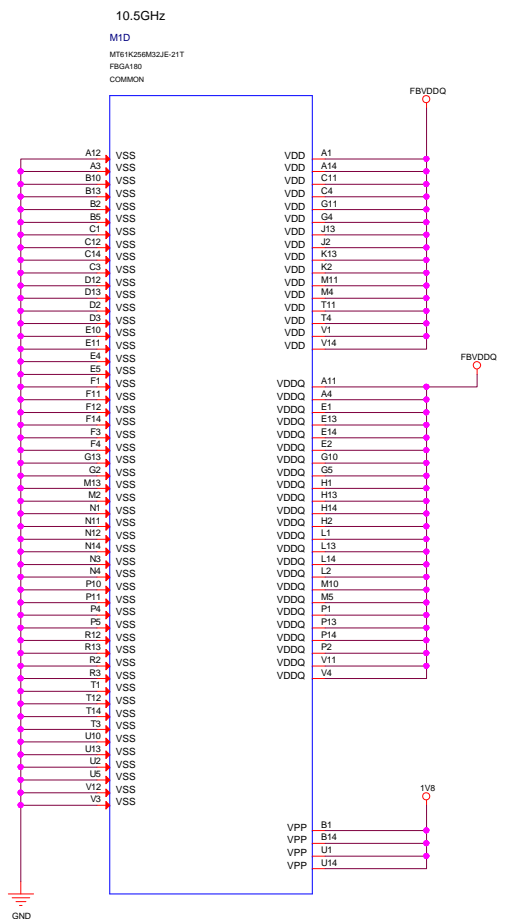 10.5GHz
M1D
MT61K256M32JE-21T
FBGA180
COMMON
FBVDDQ
A12 VSS VDD A1
A3 VSS VDD A14
B10 VSS VDD C11
B13 VSS VDD C4
B2 VSS VDD G11
B5 VSS VDD G4
C1 VSS VDD J13
C12 VSS VDD J2
C14 VSS VDD K13
C3 VSS VDD K2
D12 VSS VDD M11
D13 VSS VDD M4
D2 VSS VDD T11
D3 VSS VDD T4
E10 VSS VDD V1
E11 VSS VDD V14
E4 VSS
FBVDDQ
E5 VSS
F1 VSS VDDQ A11
F11 VSS VDDQ A4
F12 VSS VDDQ E1
F14 VSS VDDQ E13
F3 VSS VDDQ E14
F4 VSS VDDQ E2
G13 VSS VDDQ G10
G2 VSS VDDQ G5
M13 VSS VDDQ H1
M2 VSS VDDQ H13
N1 VSS VDDQ H14
N11 VSS VDDQ H2
N12 VSS VDDQ L1
N14 VSS VDDQ L13
N3 VSS VDDQ L14
N4 VSS VDDQ L2
P10 VSS VDDQ M10
P11 VSS VDDQ M5
P4 VSS VDDQ P1
P5 VSS VDDQ P13
R12 VSS VDDQ P14
R13 VSS VDDQ P2
R2 VSS VDDQ V11
R3 VSS VDDQ V4
T1 VSS
T12 VSS
T14 VSS
T3 VSS
U10 VSS
U13 VSS
U2 VSS
U5 VSS
V12 VSS
1V8
V3 VSS
VPP B1
VPP B14
VPP U1
VPP U14
GND